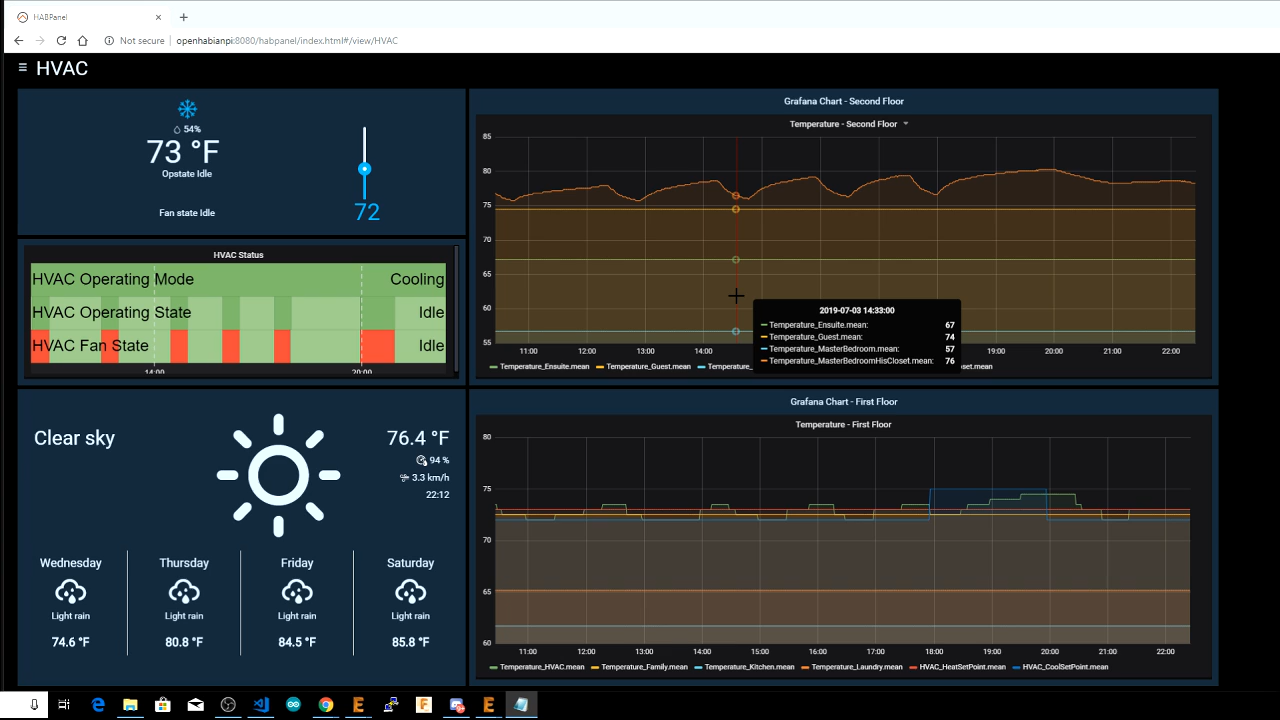 HABPanel
Not secure openhabianpi:8080/habpanel/index.html#/view/HVAC
HVAC
54%
73 °F
Opstate Idle
Fan state Idle
72
HVAC Status
HVAC Operating Mode Cooling
HVAC Operating State Idle
HVAC Fan State Idle
14:00 20:00
Clear sky
76.4 °F
94 %
3.3 km/h
22:12
Wednesday Thursday Friday Saturday
Light rain Light rain Light rain Light rain
74.6 °F 80.8 °F 84.5 °F 85.8 °F
Grafana Chart - Second Floor
Temperature - Second Floor
85
80
75
70
65
60
55
11:00 12:00 13:00 14:00 19:00 20:00 21:00 22:00
2019-07-03 14:33:00
Temperature_Ensuite.mean: 67
Temperature_Guest.mean: 74
Temperature_MasterBedroom.mean: 57
Temperature_MasterBedroomHisCloset.mean: 76
Temperature_Ensuite.mean Temperature_Guest.mean Temperature_ oset.mean
Grafana Chart - First Floor
Temperature - First Floor
80
75
70
65
60
11:00 12:00 13:00 14:00 15:00 16:00 17:00 18:00 19:00 20:00 21:00 22:00
Temperature_HVAC.mean Temperature_Family.mean Temperature_Kitchen.mean Temperature_Laundry.mean HVAC_HeatSetPoint.mean HVAC_CoolSetPoint.mean